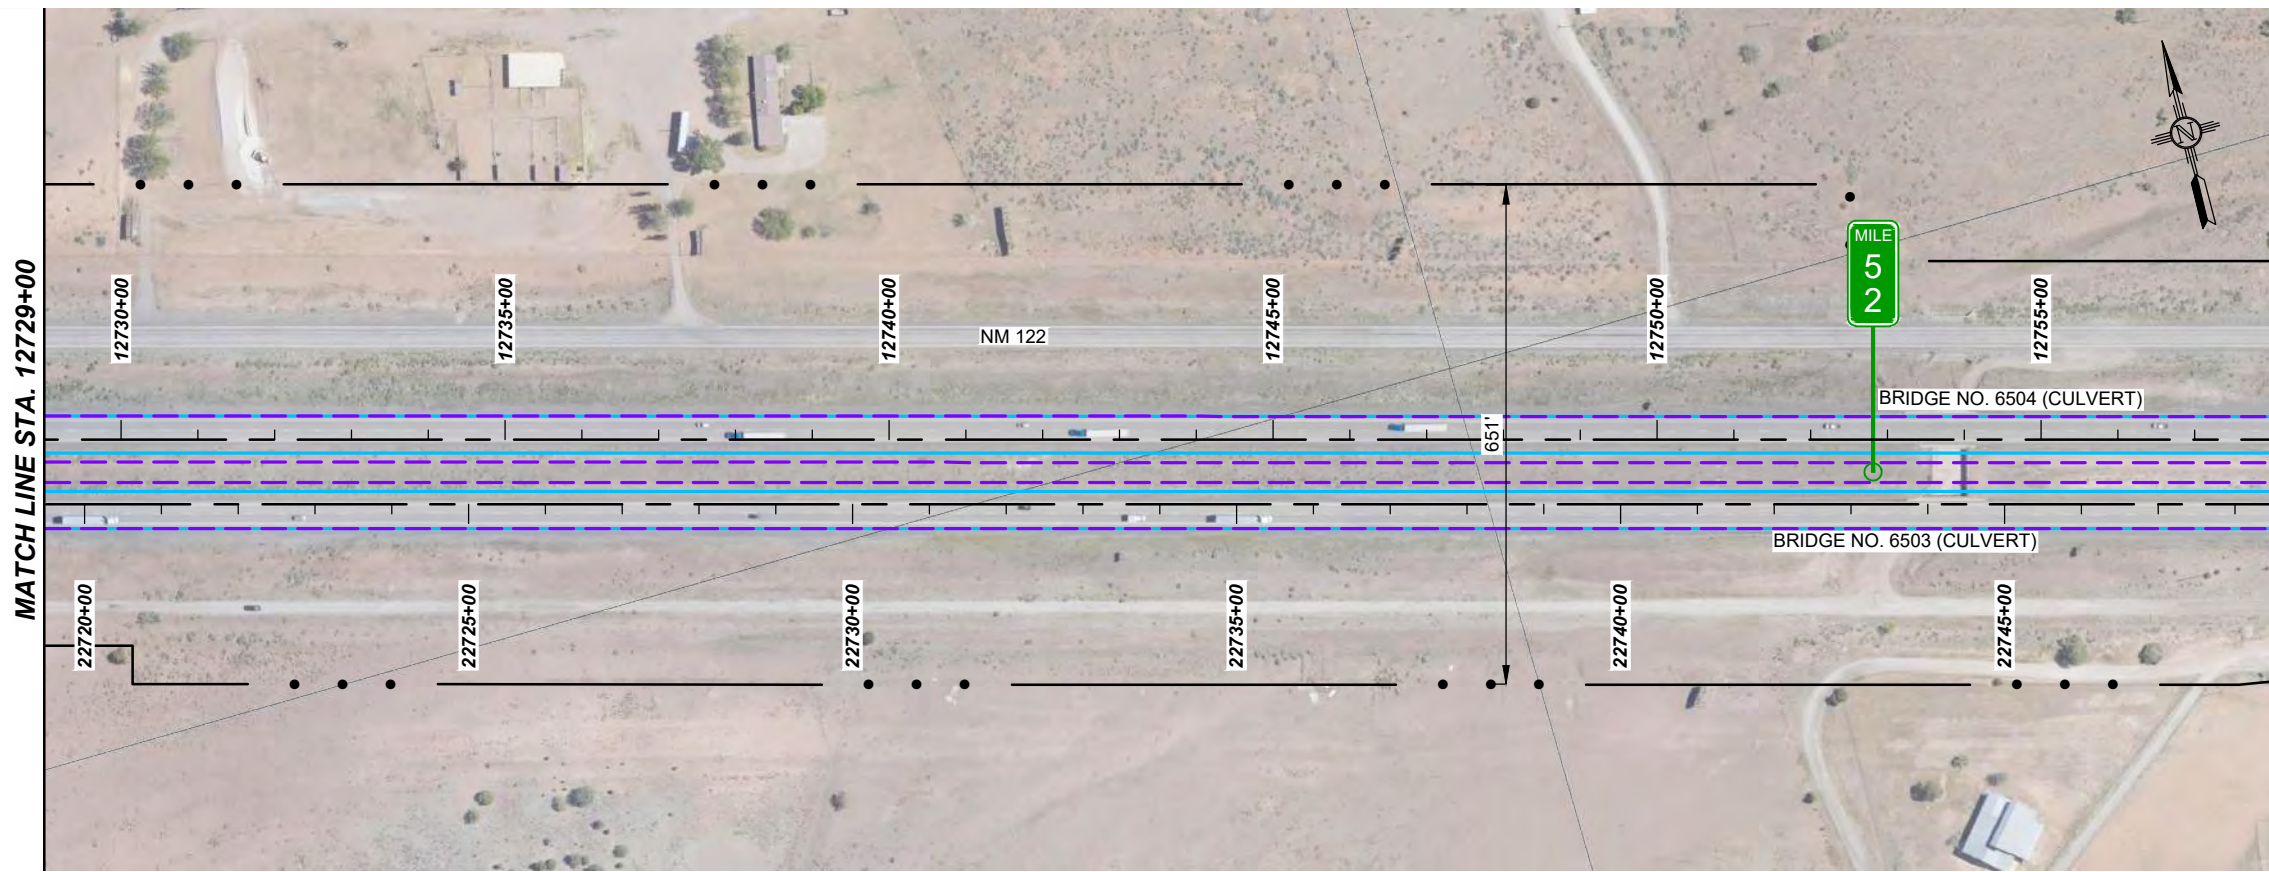 MATCH LINE STA. 12729+00
N
MILE
5
2
12730+00
12735+00
12740+00
12745+00
12750+00
12755+00
NM 122
BRIDGE NO. 6504 (CULVERT)
651'
BRIDGE NO. 6503 (CULVERT)
22720+00
22725+00
22730+00
22735+00
22740+00
22745+00